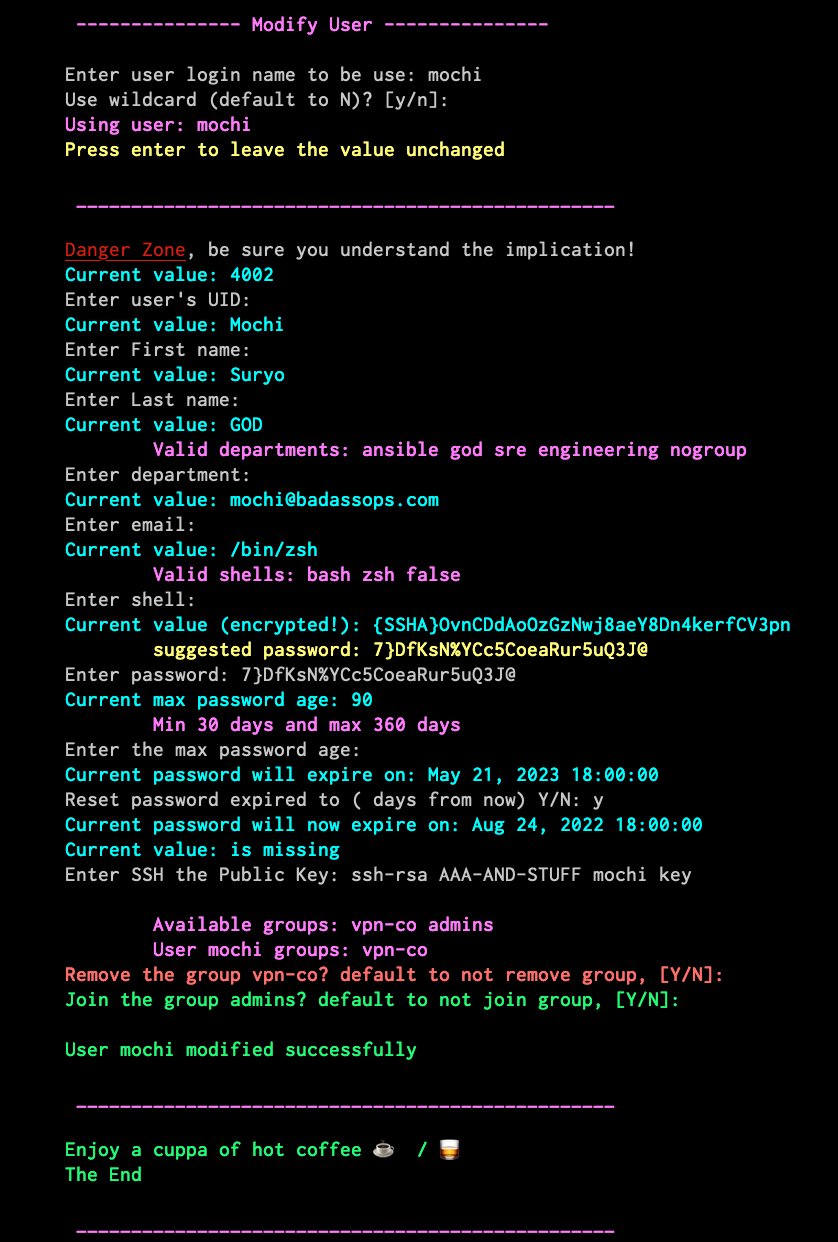 --------------- Modify User ---------------
Enter user login name to be use: mochi
Use wildcard (default to N)? [y/n]:
Using user: mochi
Press enter to leave the value unchanged
_________________________________________________
Danger Zone, be sure you understand the implication!
Current value: 4002
Enter user's UID:
Current value: Mochi
Enter First name:
Current value: Suryo
Enter Last name:
Current value: GOD
Valid departments: ansible god sre engineering nogroup
Enter department:
Current value: mochi@badassops.com
Enter email:
Current value: /bin/zsh
Valid shells: bash zsh false
Enter shell:
Current value (encrypted!): {SSHA}OvnCDdAoOzGzNwj8aeY8Dn4kerfCV3pn
suggested password: 7}DfKsN%YCc5CoeaRur5uQ3J@
Enter password: 7}DfKsN%YCc5CoeaRur5uQ3J@
Current max password age: 90
Min 30 days and max 360 days
Enter the max password age:
Current password will expire on: May 21, 2023 18:00:00
Reset password expired to ( days from now) Y/N: y
Current password will now expire on: Aug 24, 2022 18:00:00
Current value: is missing
Enter SSH the Public Key: ssh-rsa AAA-AND-STUFF mochi key
Available groups: vpn-co admins
User mochi groups: vpn-co
Remove the group vpn-co? default to not remove group, [Y/N]:
Join the group admins? default to not join group, [Y/N]:
User mochi modified successfully
_________________________________________________
Enjoy a cuppa of hot coffee ☕ / 🥃
The End
_________________________________________________